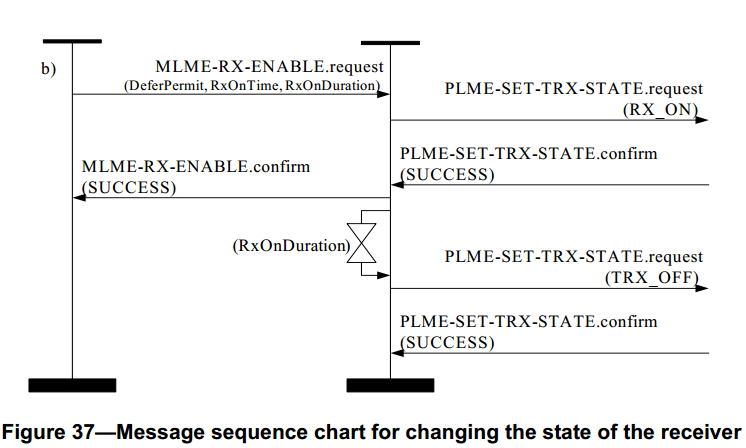 b)
MLME-RX-ENABLE.request
(DeferPermit, RxOnTime, RxOnDuration)
PLME-SET-TRX-STATE.request
(RX_ON)
PLME-SET-TRX-STATE.confirm
(SUCCESS)
MLME-RX-ENABLE.confirm
(SUCCESS)
(RxOnDuration)
PLME-SET-TRX-STATE.request
(TRX_OFF)
PLME-SET-TRX-STATE.confirm
(SUCCESS)
Figure 37—Message sequence chart for changing the state of the receiver